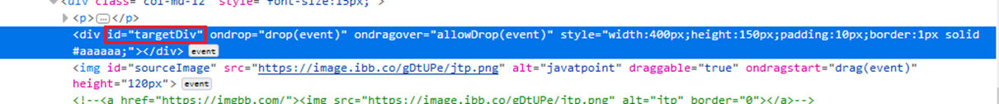 <div class="col-md-12" style="font-size:15px;">
<p>…</p>
<div id="targetDiv" ondrop="drop(event)" ondragover="allowDrop(event)" style="width:400px;height:150px;padding:10px;border:1px solid
#aaaaaa;"></div> event
<img id="sourceImage" src="https://image.ibb.co/gDtUPe/jtp.png" alt="javatpoint" draggable="true" ondragstart="drag(event)"
height="120px"> event
<!--<a href="https://imgbb.com/"><img src="https://image.ibb.co/gDtUPe/jtp.png" alt="jtp" border="0"></a>-->